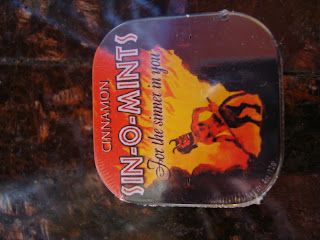 CINNAMON
SIN-O-MINTS
For the sinner in you